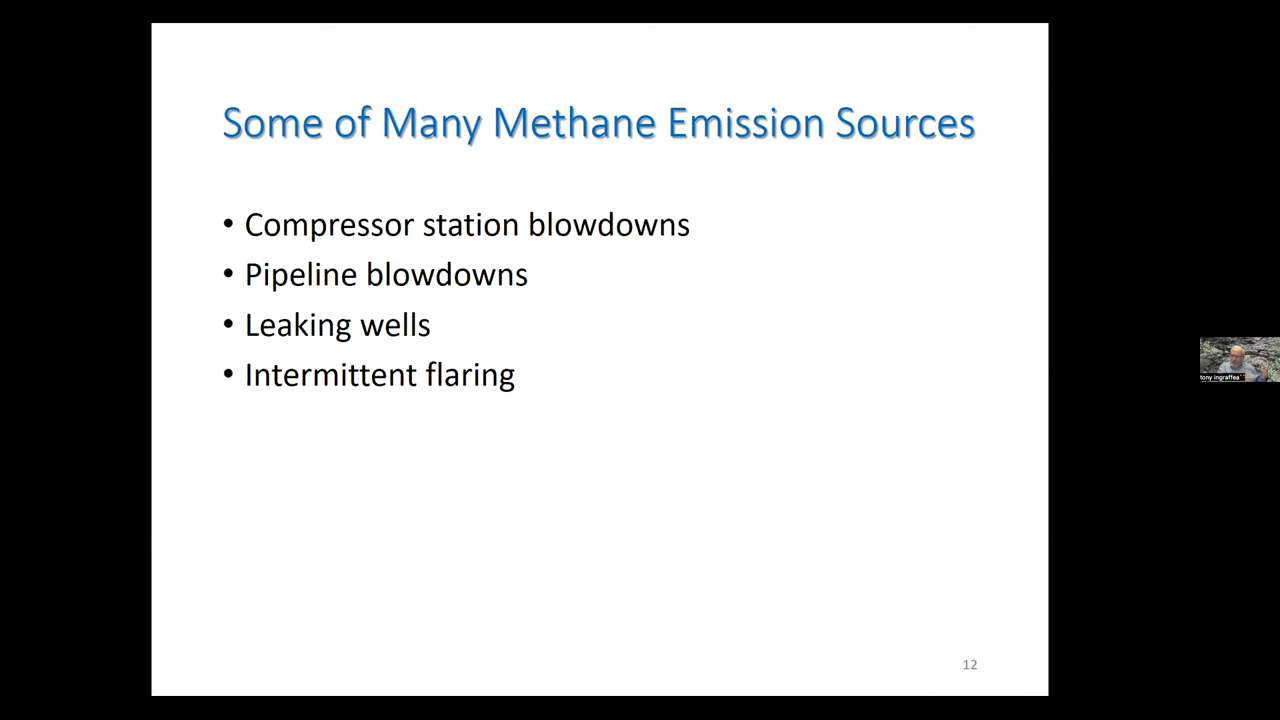 Some of Many Methane Emission Sources
• Compressor station blowdowns
• Pipeline blowdowns
• Leaking wells
• Intermittent flaring
tony ingraffea
12